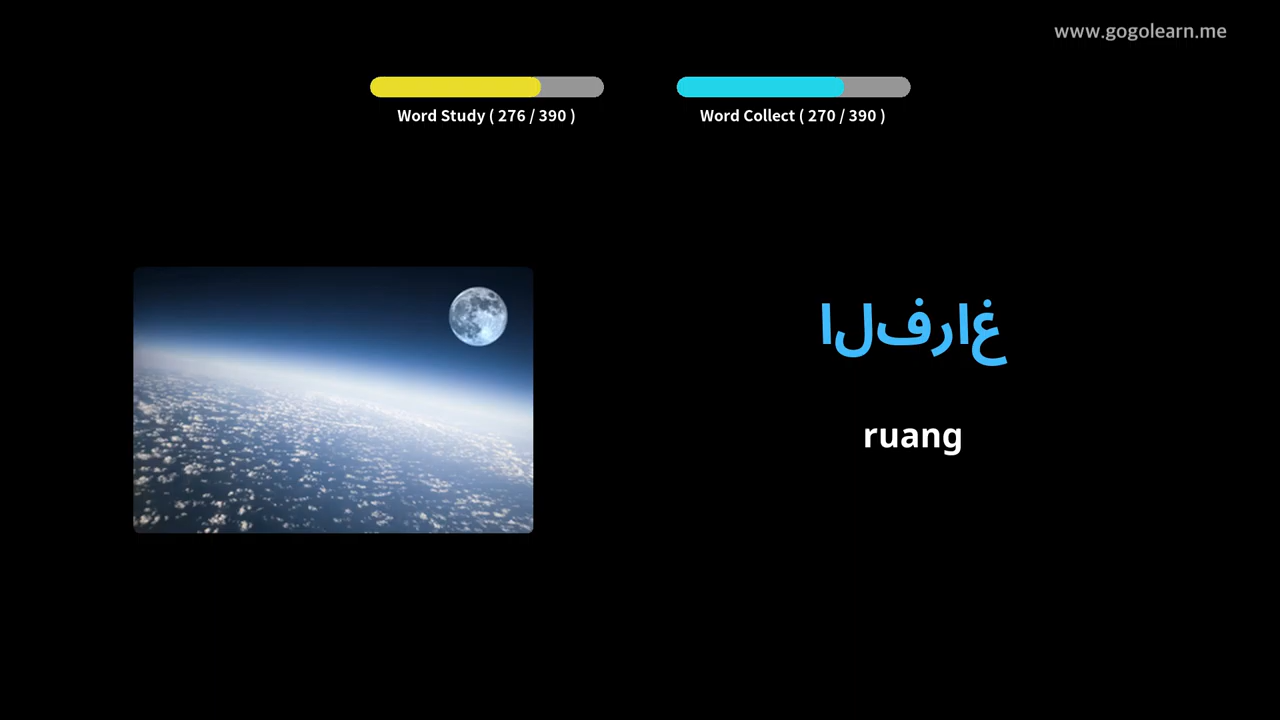 www.gogolearn.me
Word Study ( 276 / 390 )
Word Collect ( 270 / 390 )
الفراغ
ruang